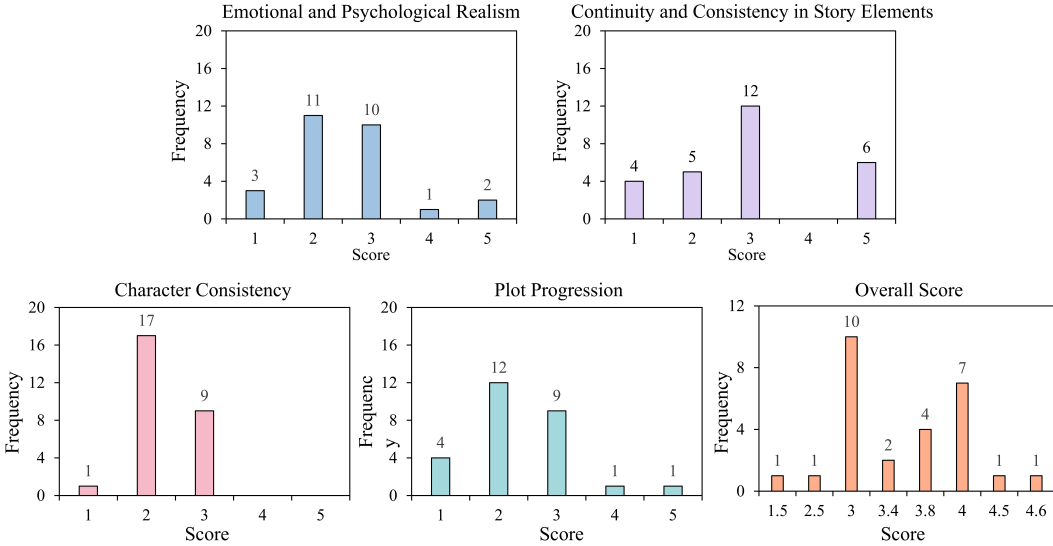 Emotional and Psychological Realism
20
16
12
8
4
0
Frequency
3
11
10
1
2
1 2 3 4 5
Score
Continuity and Consistency in Story Elements
20
16
12
8
4
0
Frequency
4
5
12
6
1 2 3 4 5
Score
Character Consistency
20
16
12
8
4
0
Frequency
1
17
9
1 2 3 4 5
Score
Plot Progression
20
16
12
8
4
0
Frequenc
y
4
12
9
1
1
1 2 3 4 5
Score
Overall Score
12
8
4
0
Frequency
1
1
10
2
4
7
1
1
1.5 2.5 3 3.4 3.8 4 4.5 4.6
Score